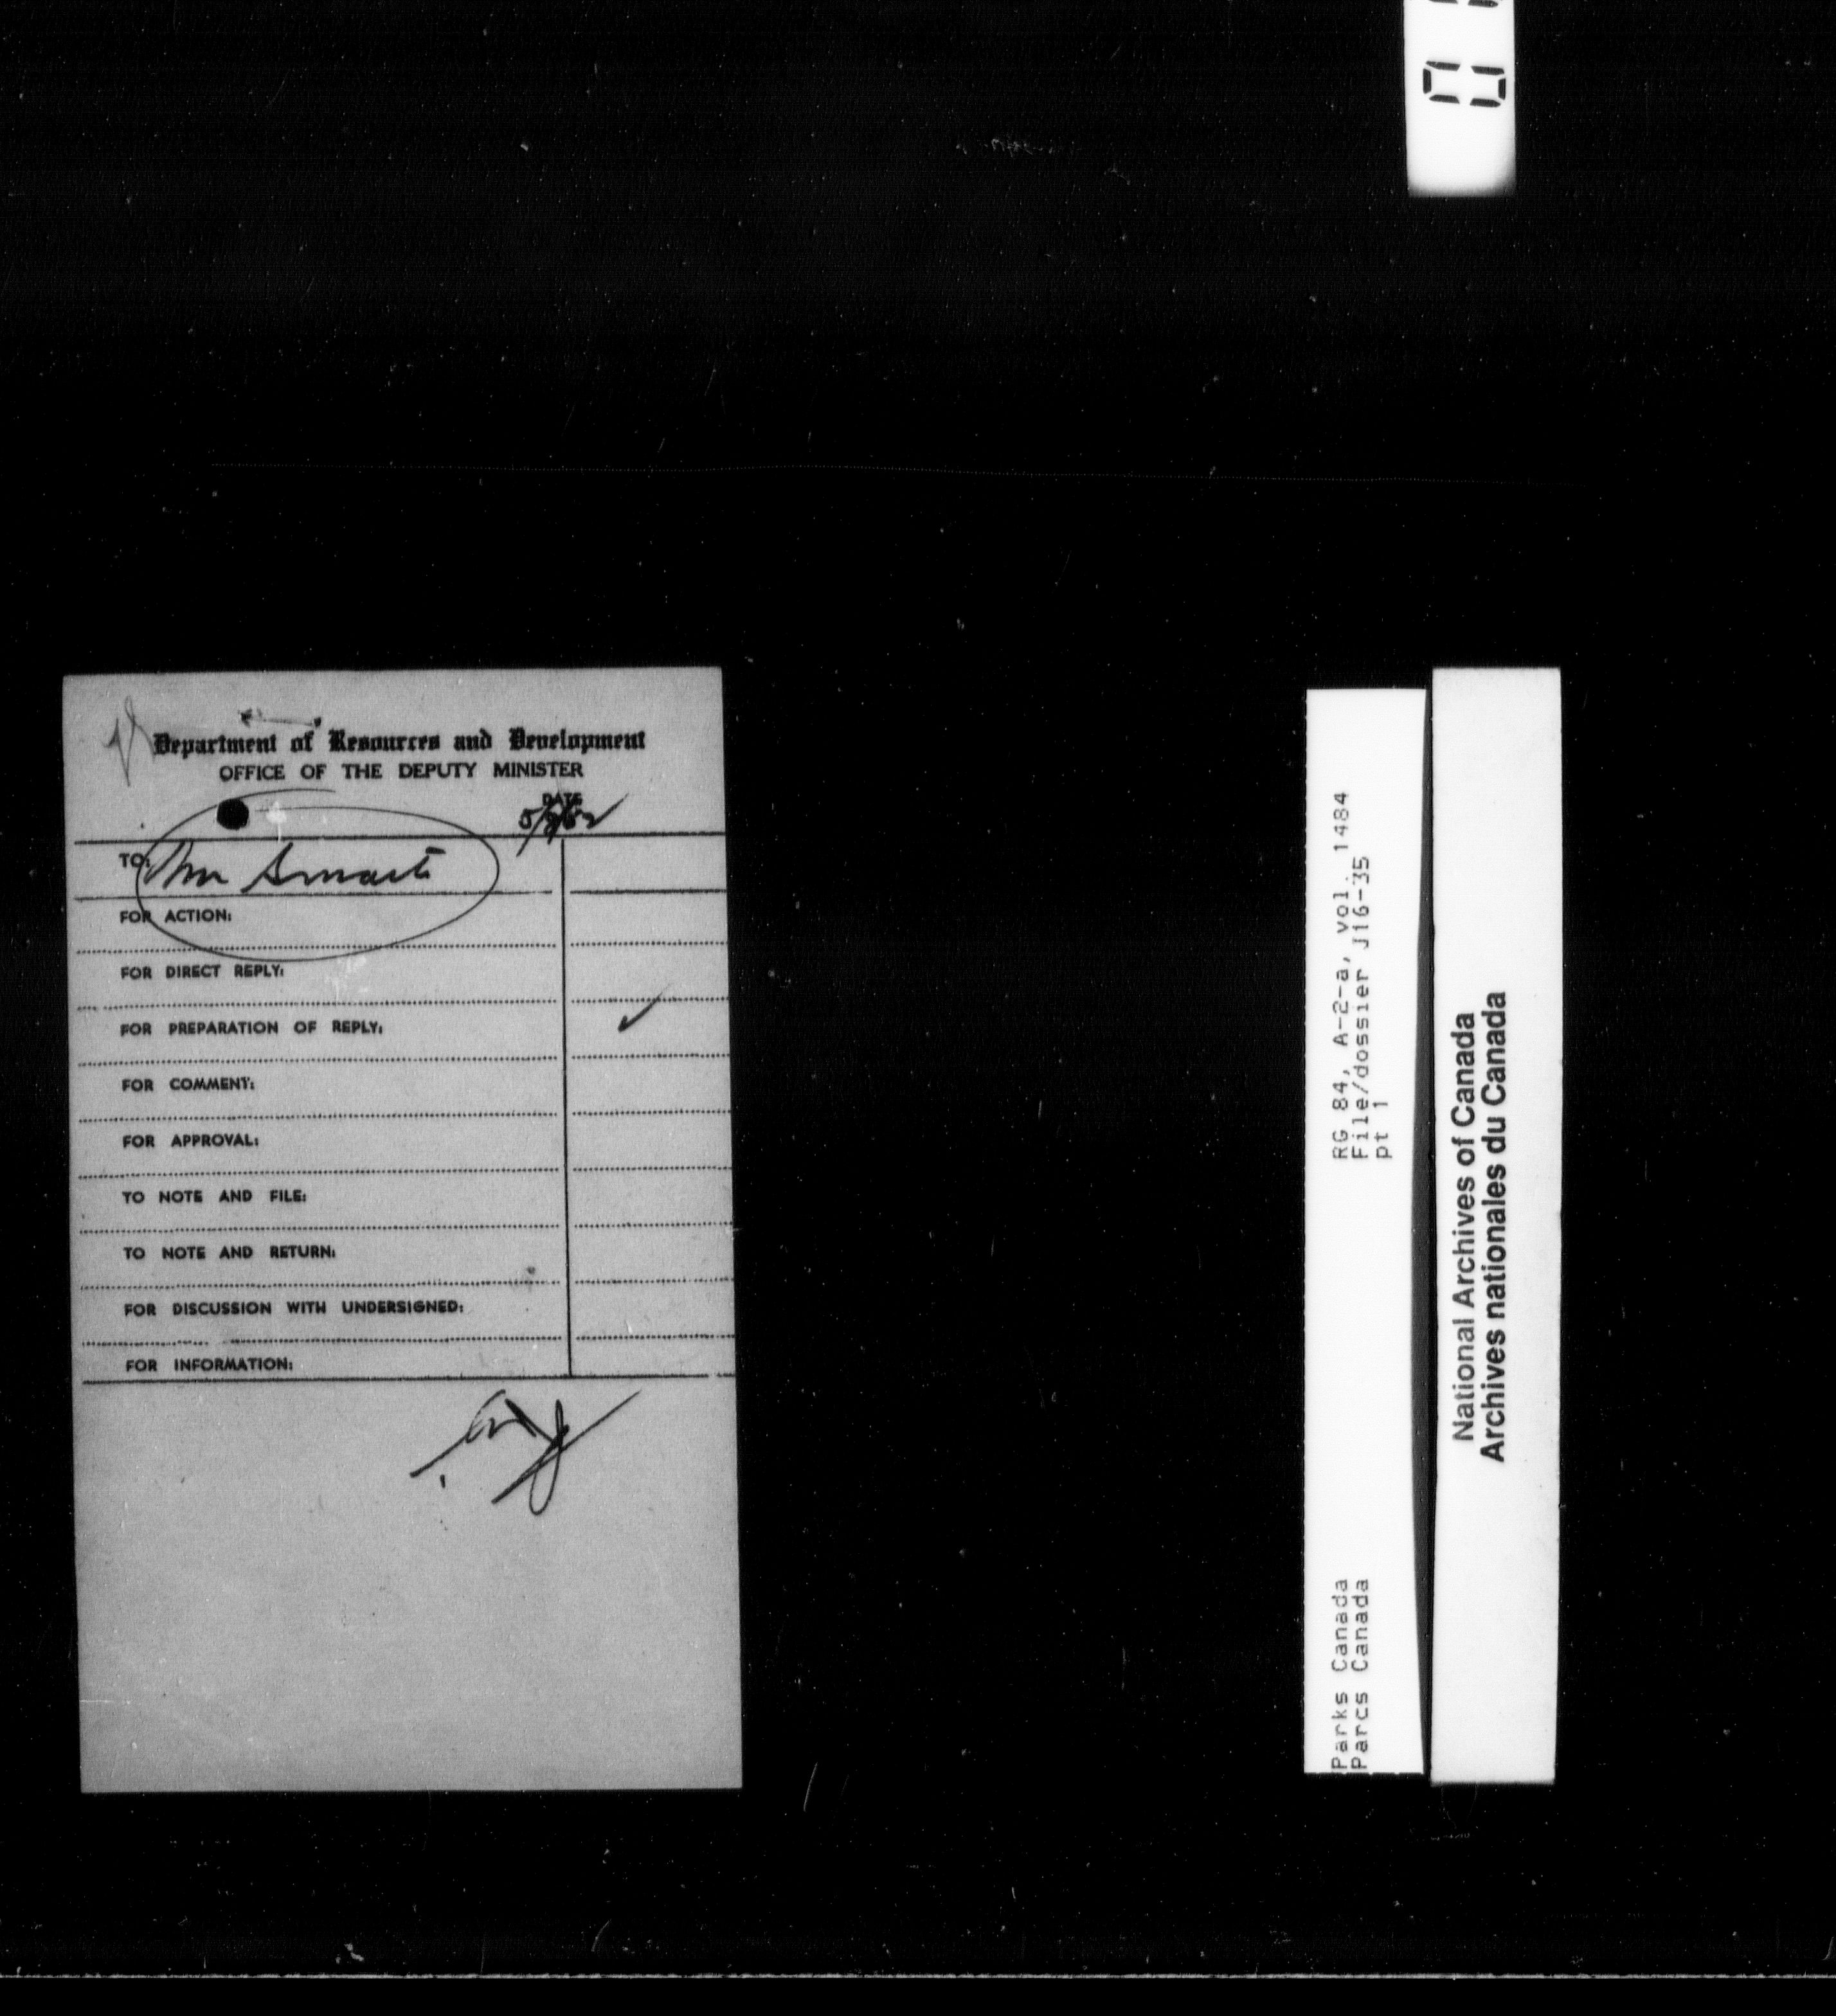 Department of Resources and Development
OFFICE OF THE DEPUTY MINISTER
DATE
TO: Mr Smart
FOR ACTION:
FOR DIRECT REPLY:
FOR PREPARATION OF REPLY: ✓
FOR COMMENT:
FOR APPROVAL:
TO NOTE AND FILE:
TO NOTE AND RETURN:
FOR DISCUSSION WITH UNDERSIGNED:
FOR INFORMATION:
RG 84, A-2-a, vol. 1484
File/dossier J16-35
pt 1
Parks Canada
Parcs Canada
National Archives of Canada
Archives nationales du Canada